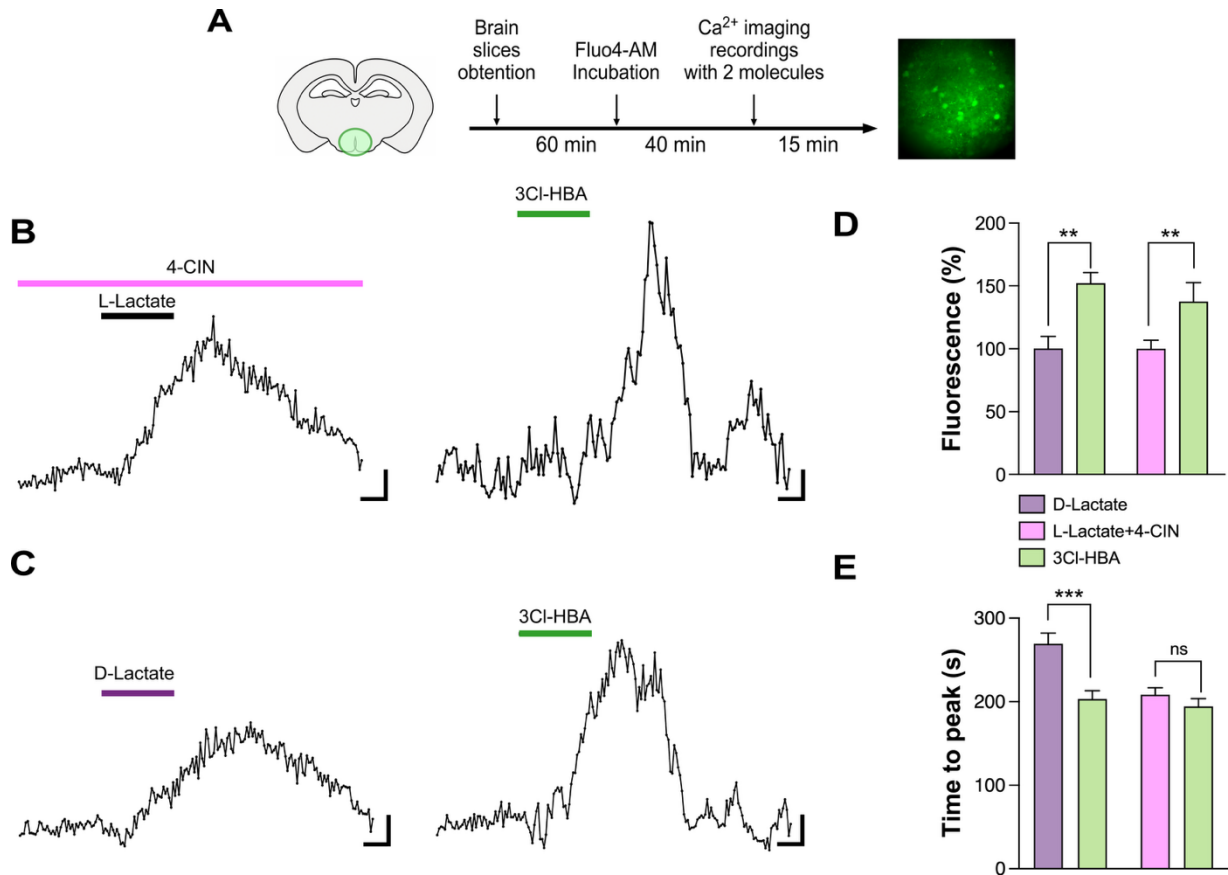 A
Brain
slices
obtention
Fluo4-AM
Incubation
Ca²⁺ imaging
recordings
with 2 molecules
60 min
40 min
15 min
B
4-CIN
L-Lactate
3Cl-HBA
C
D-Lactate
3Cl-HBA
D
Fluorescence (%)
200
150
100
50
0
**
**
D-Lactate
L-Lactate+4-CIN
3Cl-HBA
E
Time to peak (s)
300
200
100
0
***
ns